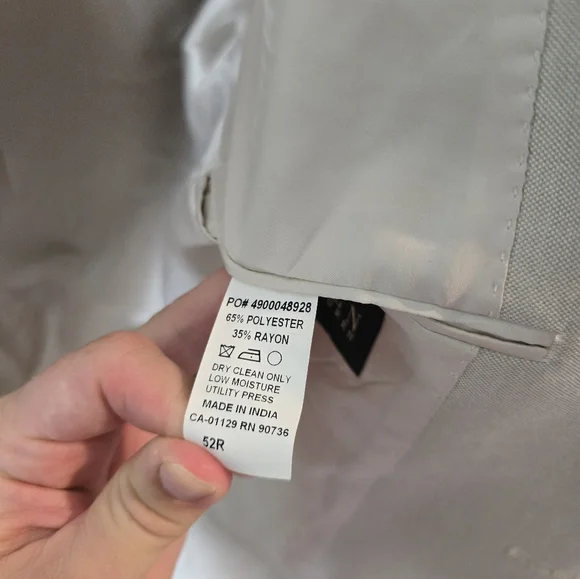 PO# 4900048928
65% POLYESTER
35% RAYON
DRY CLEAN ONLY
LOW MOISTURE
UTILITY PRESS
MADE IN INDIA
CA-01129 RN 90736
52R